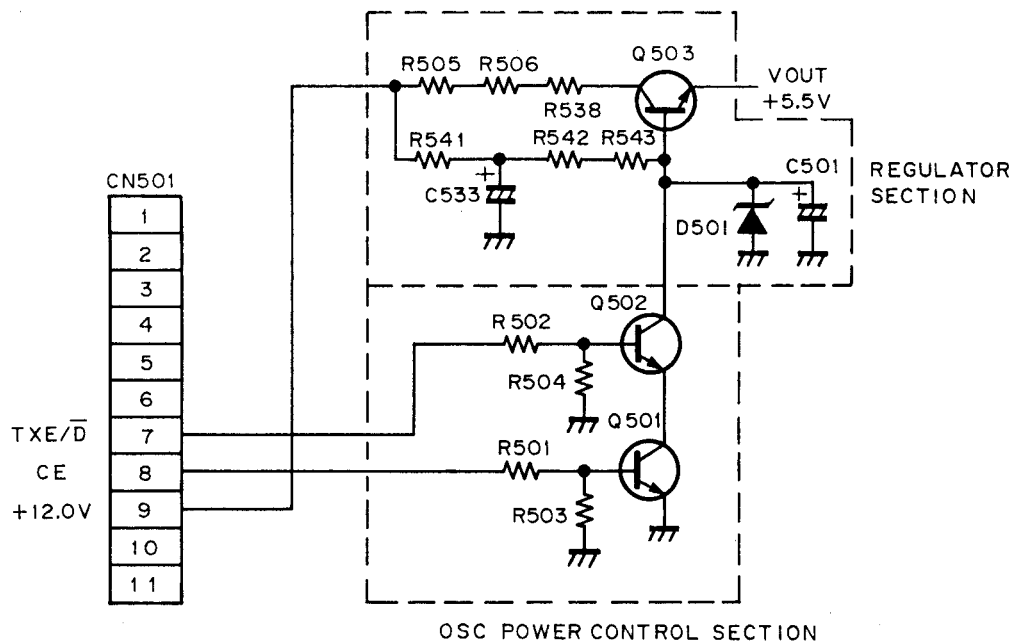 Q503
R505
R506
R538
VOUT
+5.5V
R541
R542
R543
C533
+
D501
C501
+
REGULATOR
SECTION
CN501
1
2
3
4
5
6
7
8
9
10
11
TXE/D̅
CE
+12.0V
R502
R504
Q502
R501
R503
Q501
OSC POWER CONTROL SECTION